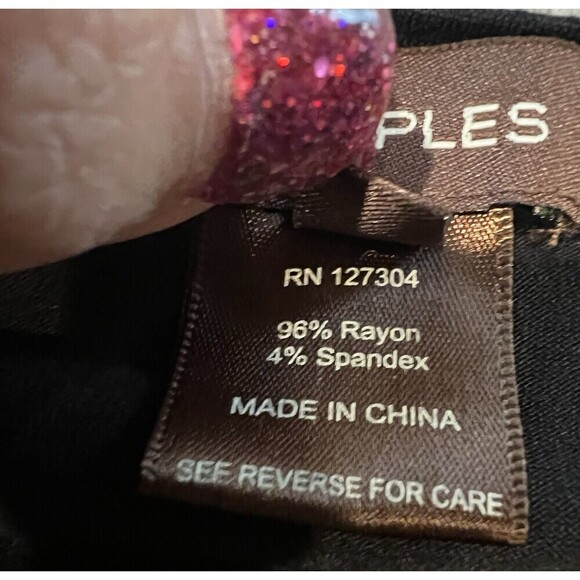 PLES
RN 127304
96% Rayon
4% Spandex
MADE IN CHINA
SEE REVERSE FOR CARE